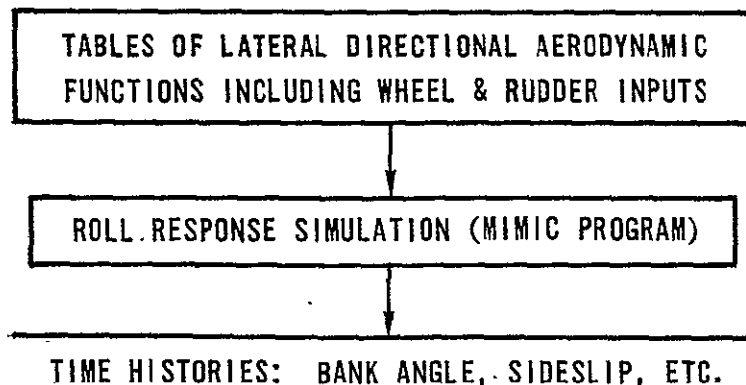 TABLES OF LATERAL DIRECTIONAL AERODYNAMIC
FUNCTIONS INCLUDING WHEEL & RUDDER INPUTS
ROLL RESPONSE SIMULATION (MIMIC PROGRAM)
TIME HISTORIES: BANK ANGLE, SIDESLIP, ETC.